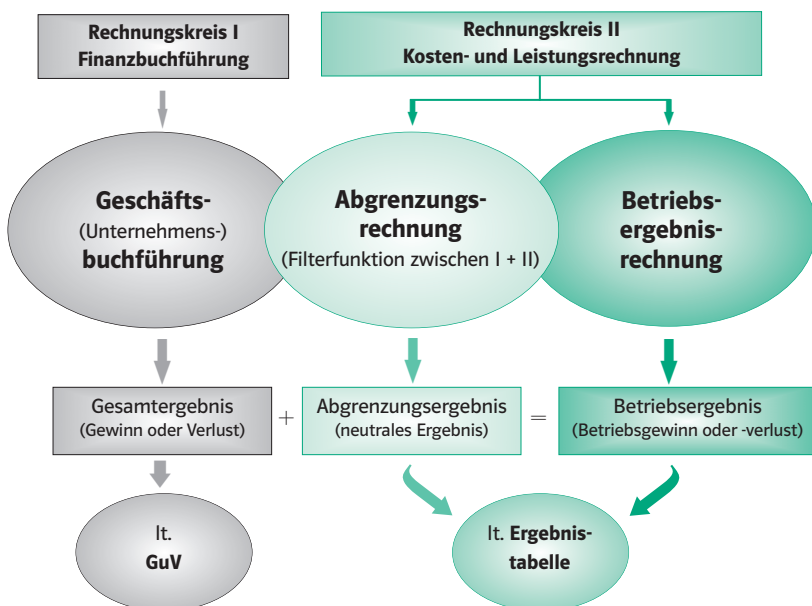 Rechnungskreis I
Finanzbuchführung
Rechnungskreis II
Kosten- und Leistungsrechnung
Geschäfts-
(Unternehmens-)
buchführung
Abgrenzungs-
rechnung
(Filterfunktion zwischen I + II)
Betriebs-
ergebnis-
rechnung
Gesamtergebnis
(Gewinn oder Verlust)
+
Abgrenzungsergebnis
(neutrales Ergebnis)
=
Betriebsergebnis
(Betriebsgewinn oder -verlust)
lt.
GuV
lt. Ergebnis-
tabelle